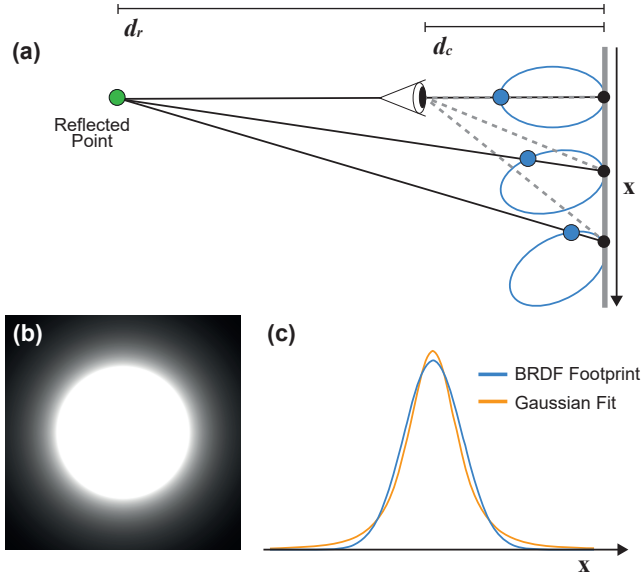 d_r
d_c
(a)
Reflected
Point
x
(b)
(c)
BRDF Footprint
Gaussian Fit
x